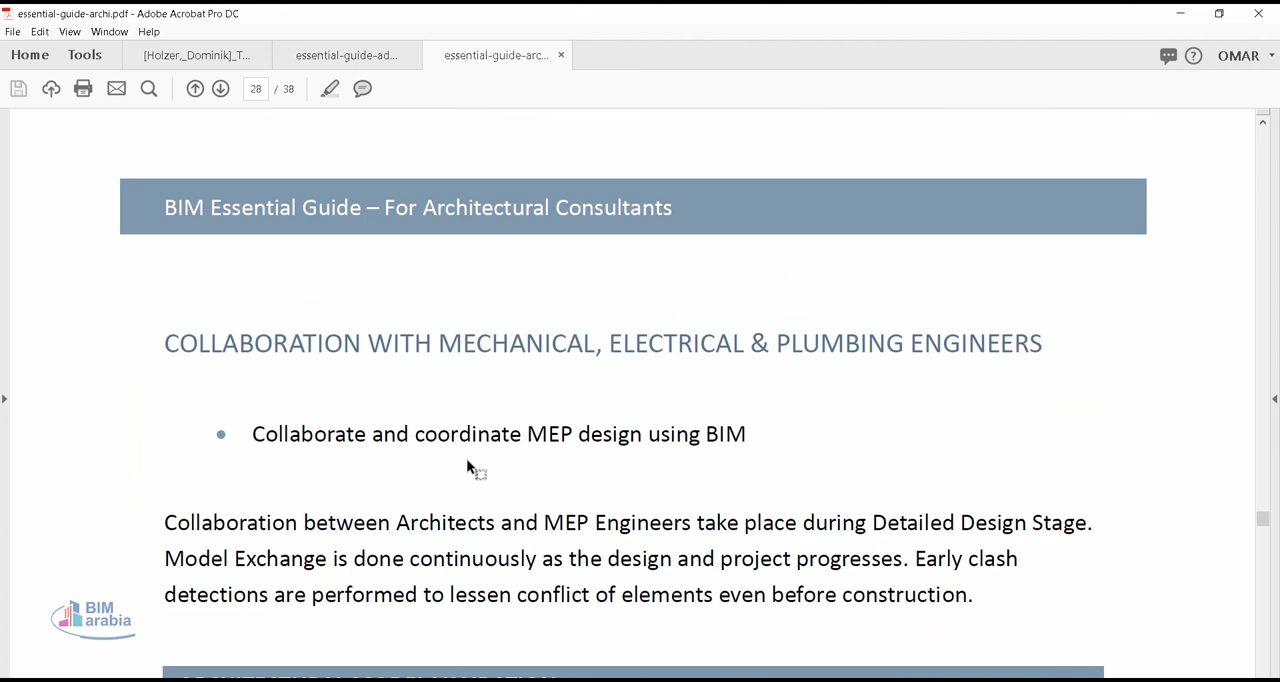 essential-guide-archi.pdf - Adobe Acrobat Pro DC
File Edit View Window Help
Home Tools [Holzer,_Dominik]_T... essential-guide-ad... essential-guide-arc... × OMAR
28 / 38
BIM Essential Guide – For Architectural Consultants
COLLABORATION WITH MECHANICAL, ELECTRICAL & PLUMBING ENGINEERS
• Collaborate and coordinate MEP design using BIM
Collaboration between Architects and MEP Engineers take place during Detailed Design Stage.
Model Exchange is done continuously as the design and project progresses. Early clash
detections are performed to lessen conflict of elements even before construction.
BIM
arabia